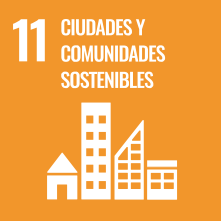 11 CIUDADES Y
COMUNIDADES
SOSTENIBLES